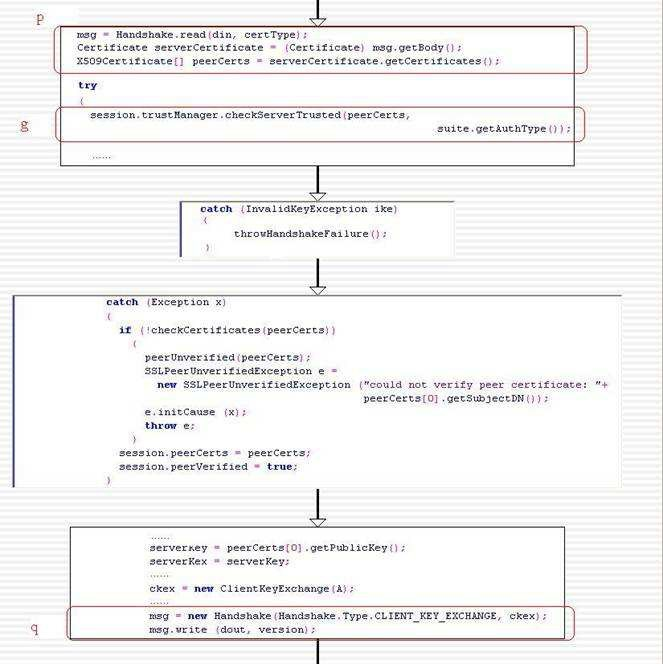 p
msg = Handshake.read(din, certType);
Certificate serverCertificate = (Certificate) msg.getBody();
X509Certificate[] peerCerts = serverCertificate.getCertificates();
try
{
g
session.trustManager.checkServerTrusted(peerCerts,
suite.getAuthType());
......
catch (InvalidKeyException ike)
{
throwHandshakeFailure();
}
catch (Exception x)
{
if (!checkCertificates(peerCerts))
{
peerUnverified(peerCerts);
SSLPeerUnverifiedException e =
new SSLPeerUnverifiedException ("could not verify peer certificate: "+
peerCerts[0].getSubjectDN());
e.initCause (x);
throw e;
}
session.peerCerts = peerCerts;
session.peerVerified = true;
}
......
serverKey = peerCerts[0].getPublicKey();
serverKex = serverKey;
......
ckex = new ClientKeyExchange(A);
......
q
msg = new Handshake(Handshake.Type.CLIENT_KEY_EXCHANGE, ckex);
msg.write (dout, version);